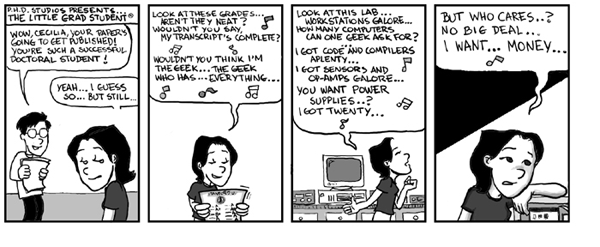 P.H.D. STUDIOS PRESENTS...
THE LITTLE GRAD STUDENT®
WOW, CECILIA, YOUR PAPER'S
GOING TO GET PUBLISHED!
YOU'RE SUCH A SUCCESSFUL
DOCTORAL STUDENT!
YEAH... I GUESS
SO... BUT STILL...
LOOK AT THESE GRADES...
AREN'T THEY NEAT?
WOULDN'T YOU SAY,
MY TRANSCRIPT'S COMPLETE?
WOULDN'T YOU THINK I'M
THE GEEK... THE GEEK
WHO HAS... EVERYTHING...
LOOK AT THIS LAB...
WORKSTATIONS GALORE...
HOW MANY COMPUTERS
CAN ONE GEEK ASK FOR?
I GOT CODE AND COMPILERS
APLENTY...
I GOT SENSORS AND
OP-AMPS GALORE...
YOU WANT POWER
SUPPLIES..?
I GOT TWENTY...
BUT WHO CARES..?
NO BIG DEAL...
I WANT... MONEY...